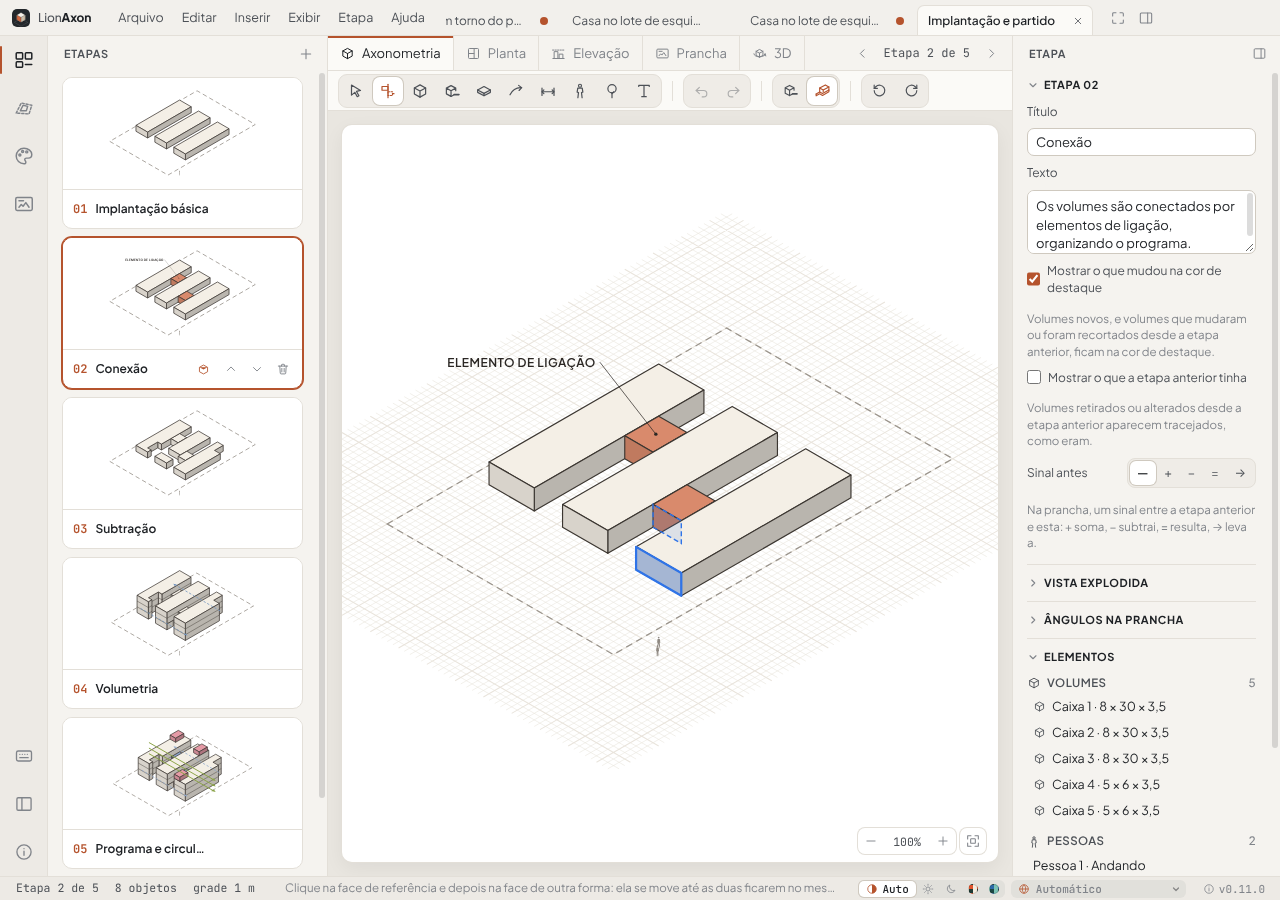 LionAxon
Arquivo Editar Inserir Exibir Etapa Ajuda
n torno do p…
Casa no lote de esqui…
Casa no lote de esqui…
Implantação e partido
ETAPAS
01 Implantação básica
ELEMENTO DE LIGAÇÃO
02 Conexão
03 Subtração
04 Volumetria
05 Programa e circul…
Axonometria
Planta
Elevação
Prancha
3D
Etapa 2 de 5
ELEMENTO DE LIGAÇÃO
100%
ETAPA
ETAPA 02
Título
Conexão
Texto
Os volumes são conectados por
elementos de ligação,
organizando o programa.
Mostrar o que mudou na cor de
destaque
Volumes novos, e volumes que mudaram
ou foram recortados desde a etapa
anterior, ficam na cor de destaque.
Mostrar o que a etapa anterior tinha
Volumes retirados ou alterados desde a
etapa anterior aparecem tracejados,
como eram.
Sinal antes
— + − = →
Na prancha, um sinal entre a etapa anterior
e esta: + soma, − subtrai, = resulta, → leva
a.
VISTA EXPLODIDA
ÂNGULOS NA PRANCHA
ELEMENTOS
VOLUMES 5
Caixa 1 · 8 × 30 × 3,5
Caixa 2 · 8 × 30 × 3,5
Caixa 3 · 8 × 30 × 3,5
Caixa 4 · 5 × 6 × 3,5
Caixa 5 · 5 × 6 × 3,5
PESSOAS 2
Pessoa 1 · Andando
Etapa 2 de 5 8 objetos grade 1 m
Clique na face de referência e depois na face de outra forma: ela se move até as duas ficarem no mes…
Auto
Automático
v0.11.0